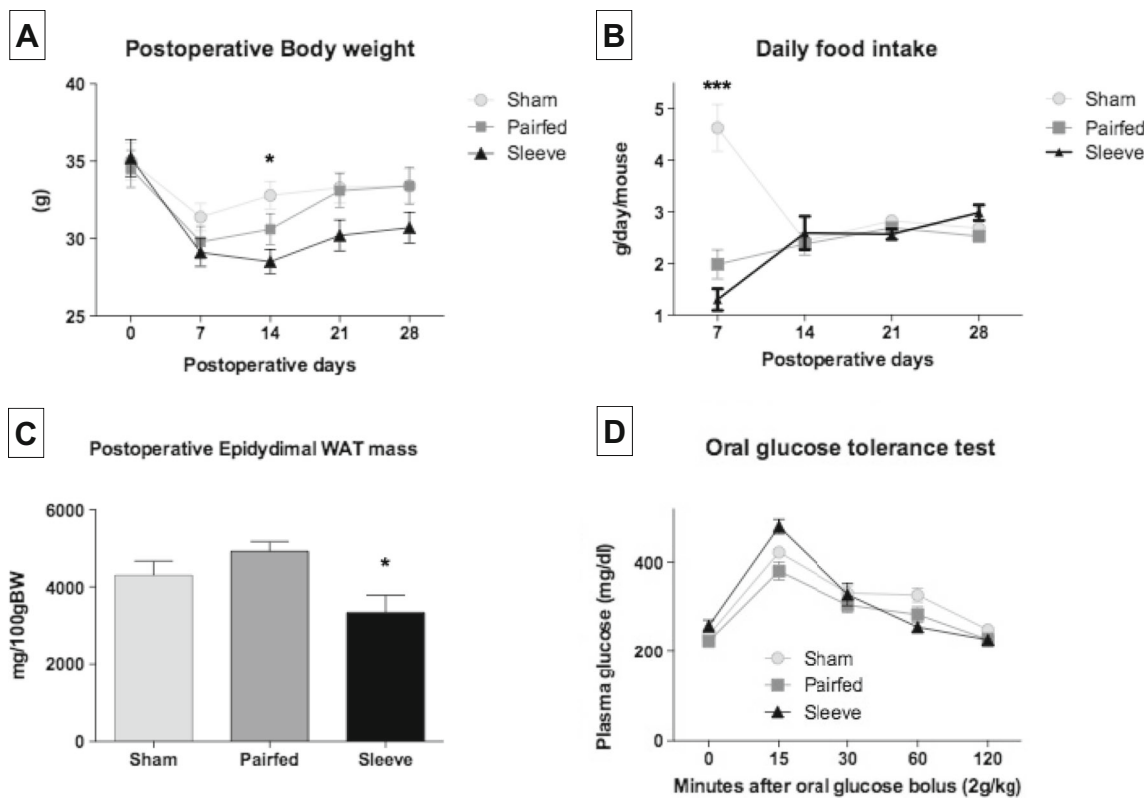 A
Postoperative Body weight
40
35
30
25
(g)
0 7 14 21 28
Postoperative days
*
Sham
Pairfed
Sleeve
B
Daily food intake
***
5
4
3
2
1
g/day/mouse
7 14 21 28
Postoperative days
Sham
Pairfed
Sleeve
C
Postoperative Epidydimal WAT mass
6000
4000
2000
0
mg/100gBW
*
Sham Pairfed Sleeve
D
Oral glucose tolerance test
400
200
0
Plasma glucose (mg/dl)
Sham
Pairfed
Sleeve
0 15 30 60 120
Minutes after oral glucose bolus (2g/kg)